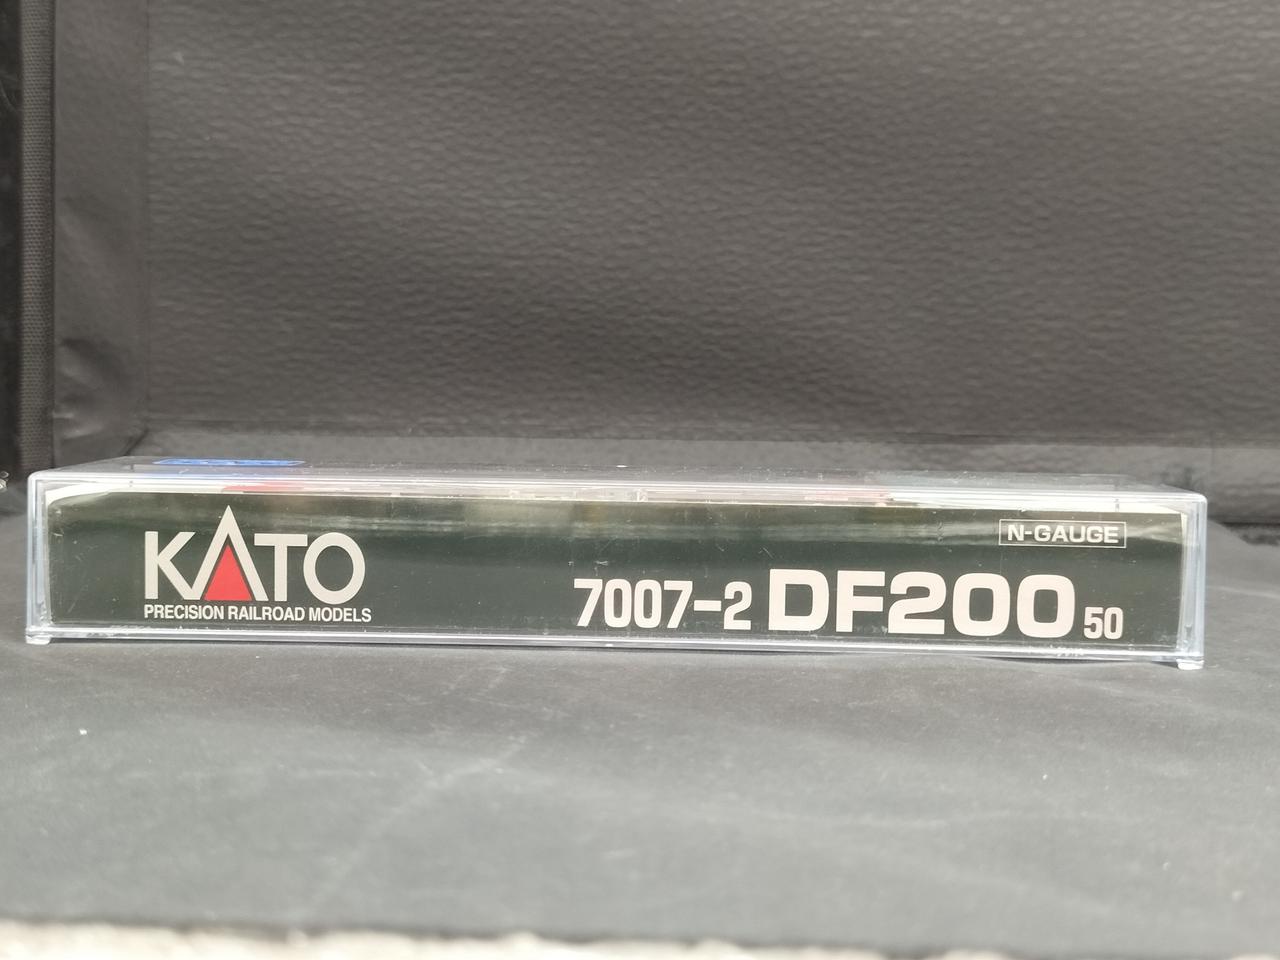 KATO
PRECISION RAILROAD MODELS
N-GAUGE
7007-2 DF200 50